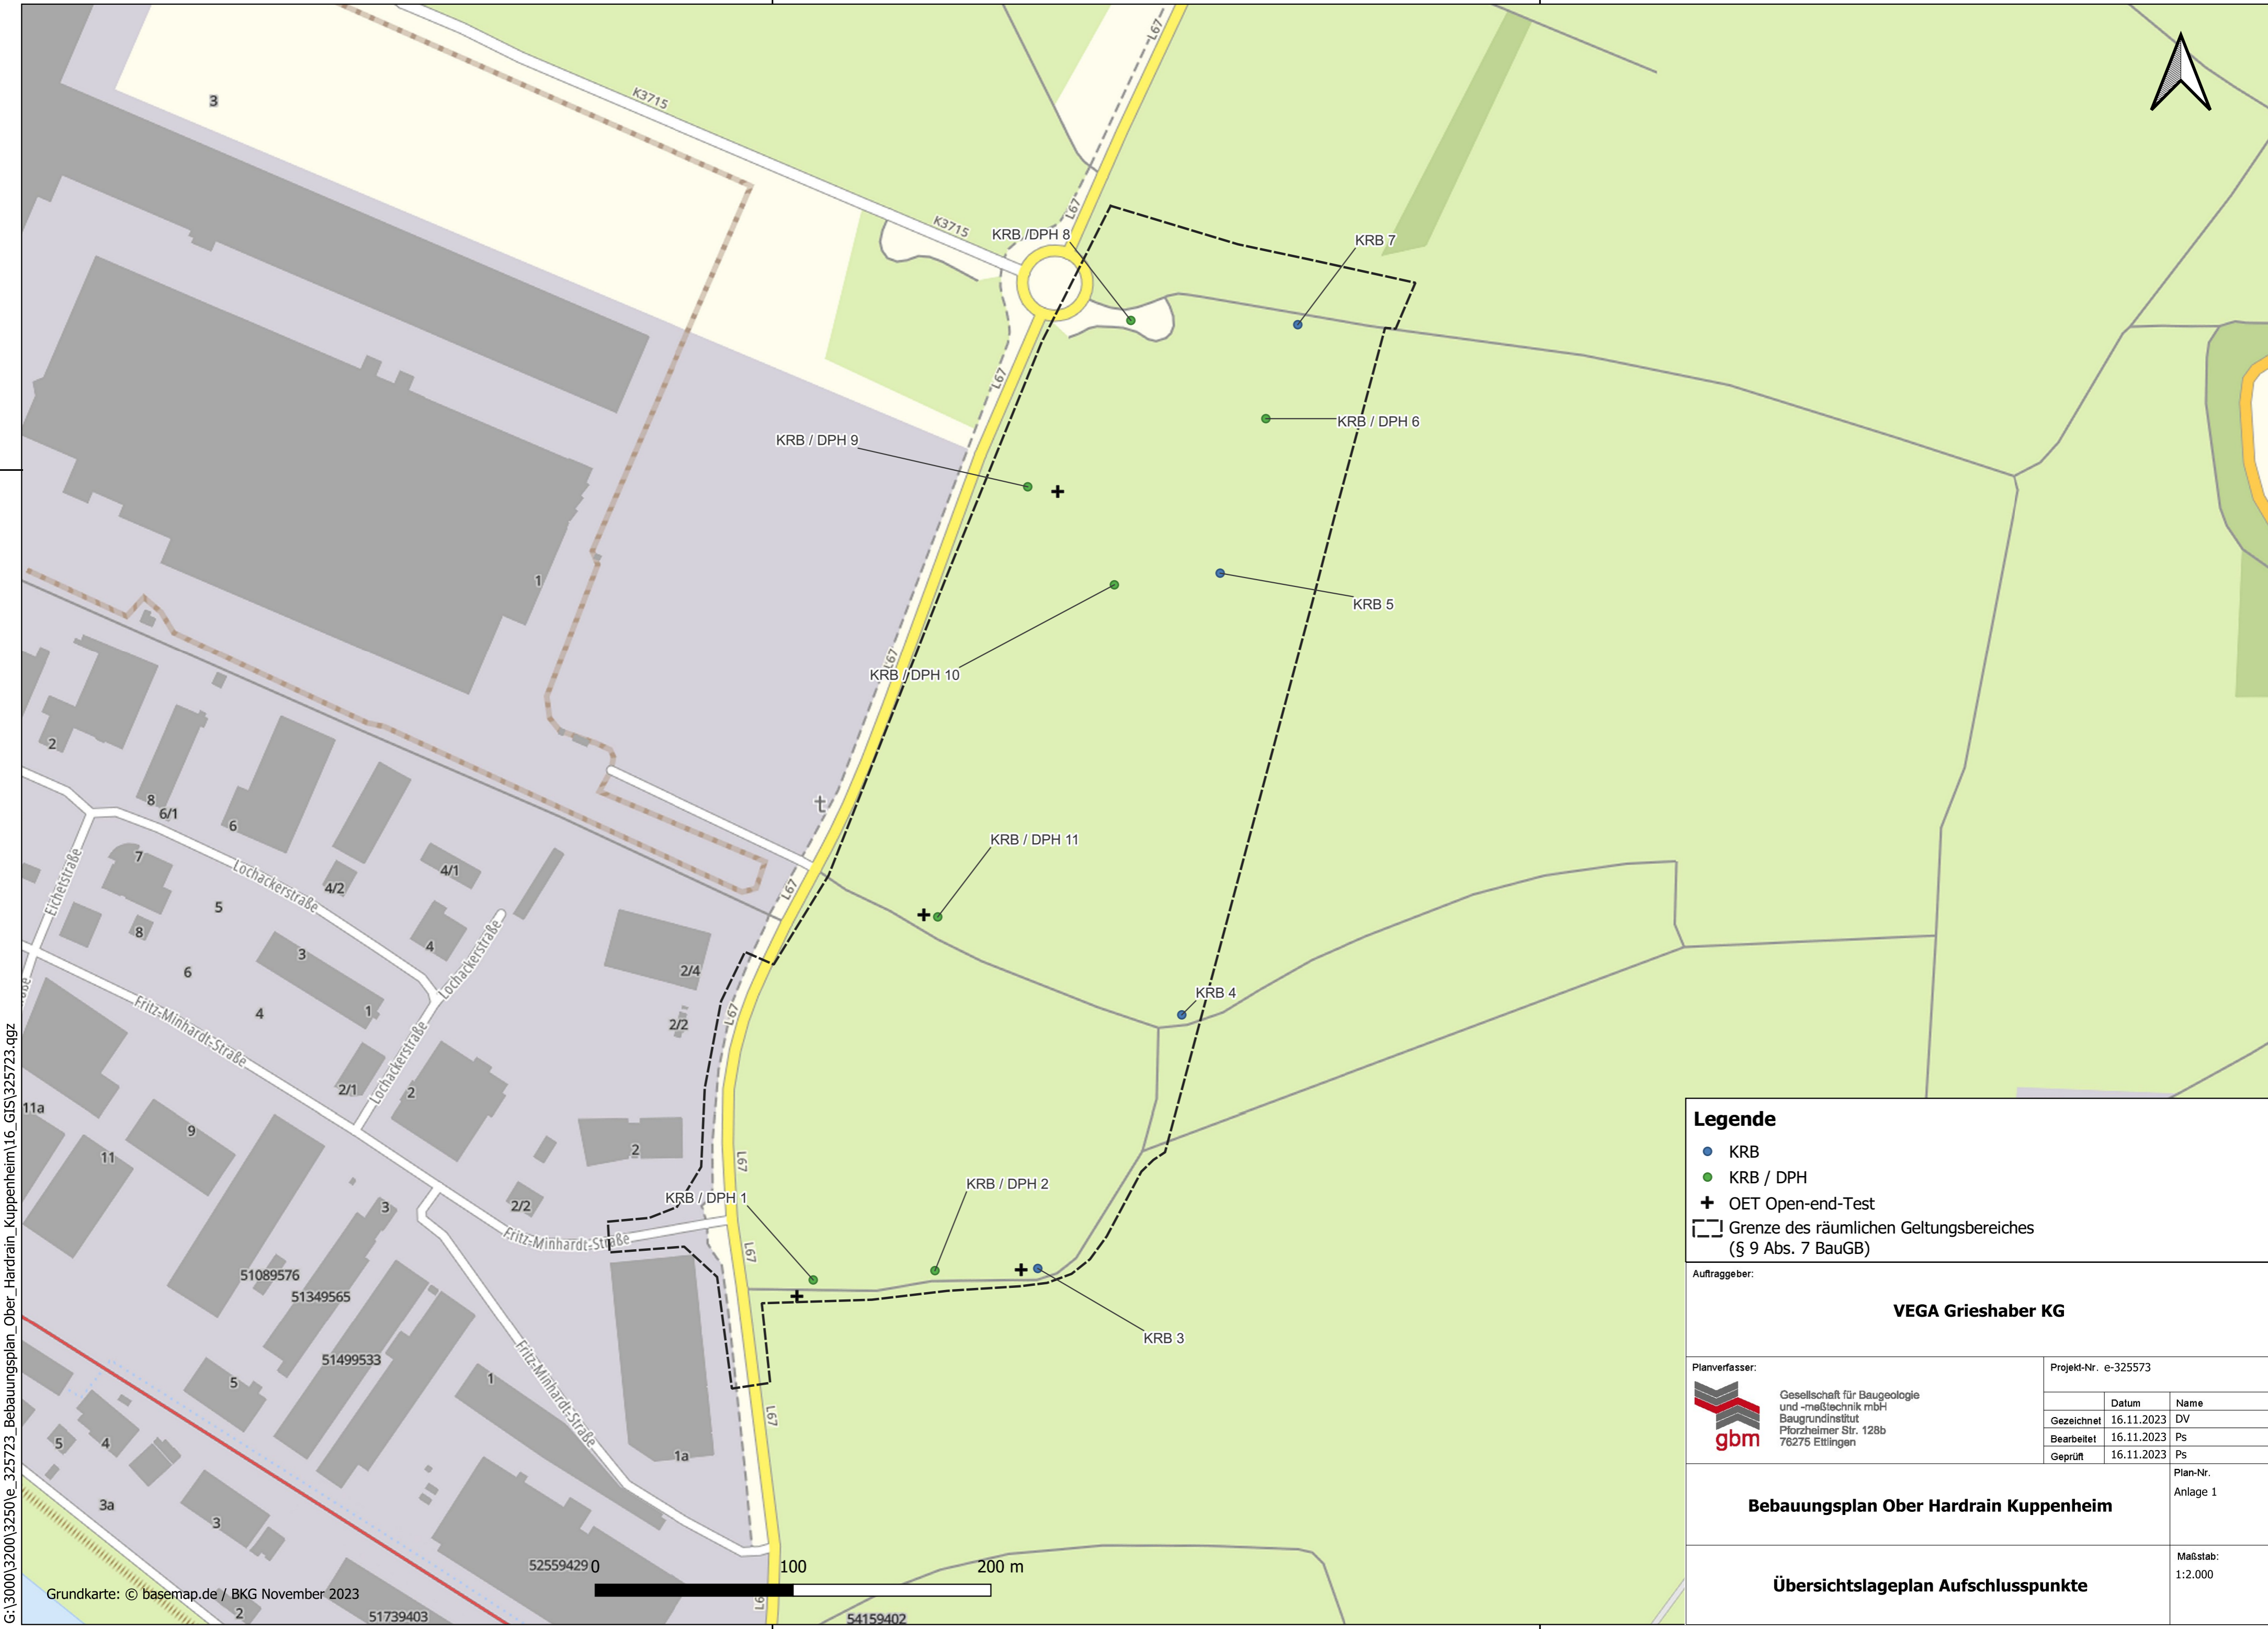 L67
K3715
3
K3715
L67
KRB /DPH 8
KRB 7
L67
KRB / DPH 6
KRB / DPH 9
1
KRB 5
L67
KRB / DPH 10
2
8
6/1
6
7
4/1
Lochackerstraße
4/2
KRB / DPH 11
Eichetstraße
5
L67
8
3
4
Lochackerstraße
6
2/4
KRB 4
Fritz-Minhardt-Straße
4
1
L67
2/2
Lochackerstraße
2/1
2
11a
9
11
2
L67
KRB / DPH 2
KRB / DPH 1
2/2
3
Fritz-Minhardt-Straße
L67
51089576
51349565
KRB 3
51499533
Fritz-Minhardt-Straße
5
1
L67
5
4
1a
3a
3
52559429
2
51739403
54159402
0 100 200 m
Grundkarte: © basemap.de / BKG November 2023
G:\3000\3200\3250\e_325723_Bebauungsplan_Ober_Hardrain_Kuppenheim\16_GIS\325723.qgz
Legende
KRB
KRB / DPH
OET Open-end-Test
Grenze des räumlichen Geltungsbereiches
(§ 9 Abs. 7 BauGB)
Auftraggeber:
VEGA Grieshaber KG
Planverfasser:
gbm
Gesellschaft für Baugeologie
und -meßtechnik mbH
Baugrundinstitut
Pforzheimer Str. 128b
76275 Ettlingen
Projekt-Nr. e-325573
Datum Name
Gezeichnet 16.11.2023 DV
Bearbeitet 16.11.2023 Ps
Geprüft 16.11.2023 Ps
Bebauungsplan Ober Hardrain Kuppenheim
Plan-Nr.
Anlage 1
Übersichtslageplan Aufschlusspunkte
Maßstab:
1:2.000